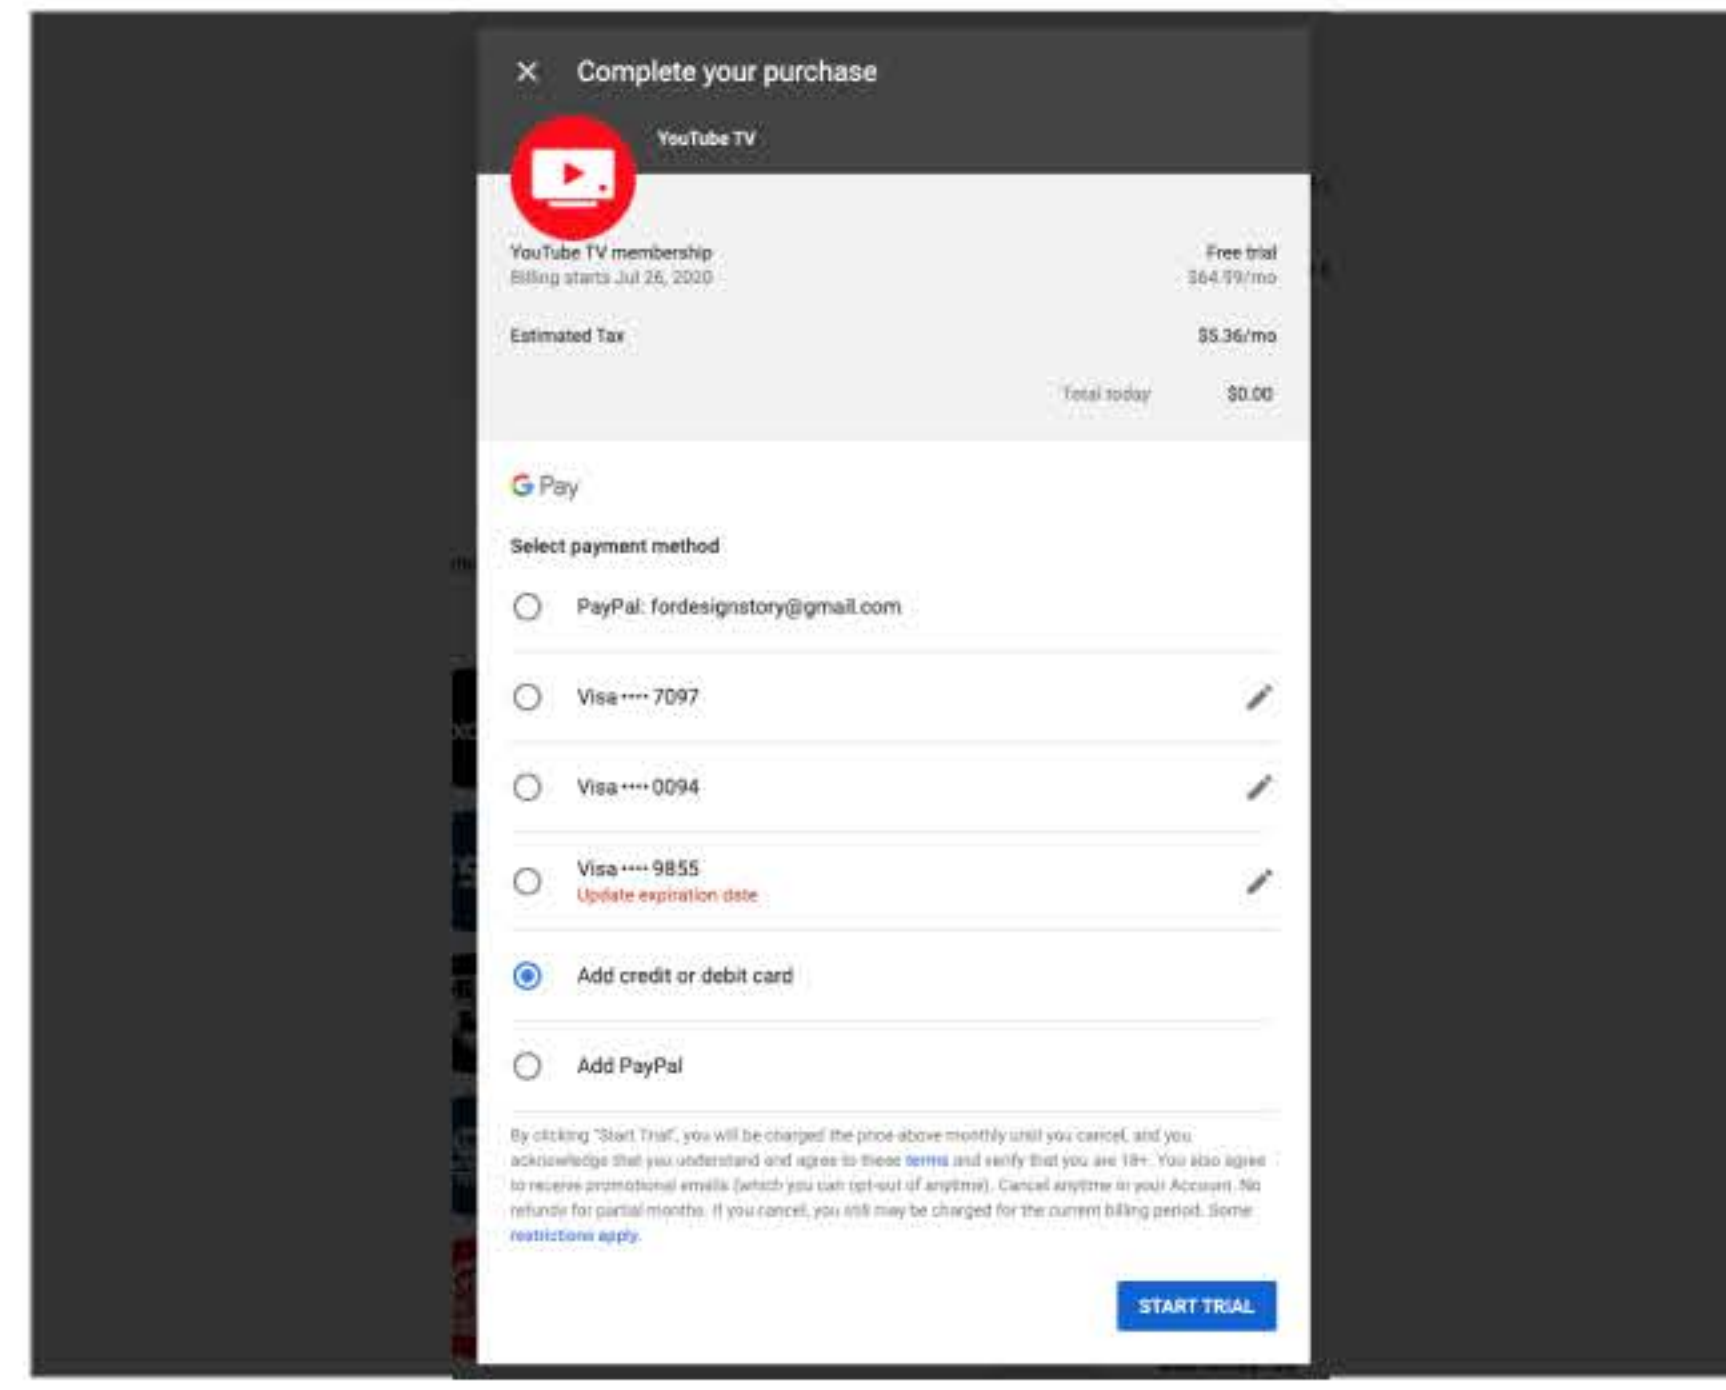 Complete your purchase
YouTube TV
YouTube TV membership
Free trial
Billing starts Jul 26, 2020
$64.99/mo
Estimated Tax
$5.36/mo
Total today
$0.00
G Pay
Select payment method
PayPal: fordesignstory@gmail.com
Visa •••• 7097
Visa •••• 0094
Visa •••• 9855
Update expiration date
Add credit or debit card
Add PayPal
By clicking "Start Trial", you will be charged the price above monthly until you cancel, and you
acknowledge that you understand and agree to these terms and verify that you are 18+. You also agree
to receive promotional emails (which you can opt-out of anytime). Cancel anytime in your Account. No
refunds for partial months. If you cancel, you still may be charged for the current billing period. Some
restrictions apply.
START TRIAL